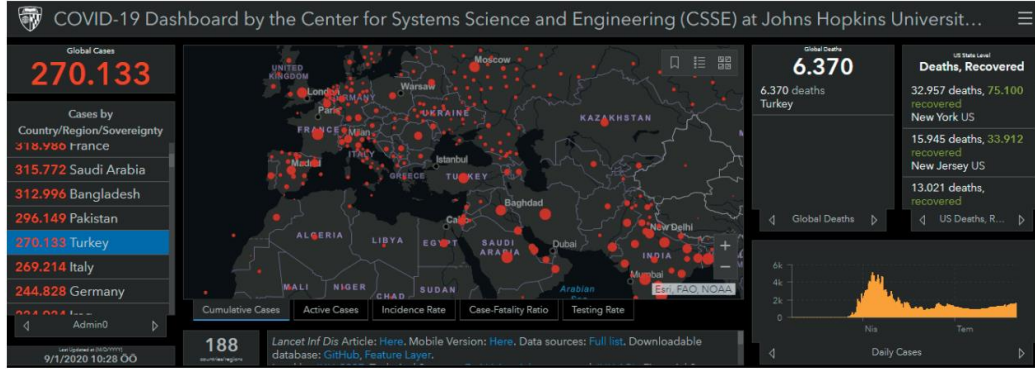 COVID-19 Dashboard by the Center for Systems Science and Engineering (CSSE) at Johns Hopkins Universit...
Global Cases
270.133
Cases by
Country/Region/Sovereignty
318.986 France
315.772 Saudi Arabia
312.996 Bangladesh
296.149 Pakistan
270.133 Turkey
269.214 Italy
244.828 Germany
Admin0
Last Updated at (M/D/YYYY)
9/1/2020 10:28 ÖÖ
UNITED
KINGDOM
London
Moscow
Warsaw
GERMANY
Paris
UKRAINE
KAZAKHSTAN
FRANCE
Milan
ITALY
Madrid
Istanbul
GREECE
TURKEY
Baghdad
Cairo
New Delhi
ALGERIA
LIBYA
EGYPT
SAUDI
ARABIA
Dubai
INDIA
Mumbai
MALI
NIGER
CHAD
SUDAN
Arabian
+
−
Esri, FAO, NOAA
Cumulative Cases
Active Cases
Incidence Rate
Case-Fatality Ratio
Testing Rate
188
countries/regions
Lancet Inf Dis Article: Here. Mobile Version: Here. Data sources: Full list. Downloadable
database: GitHub, Feature Layer.
Global Deaths
6.370
6.370 deaths
Turkey
Global Deaths
US State Level
Deaths, Recovered
32.957 deaths, 75.100
recovered
New York US
15.945 deaths, 33.912
recovered
New Jersey US
13.021 deaths,
recovered
US Deaths, R...
6k
4k
2k
0
Nis
Tem
Daily Cases